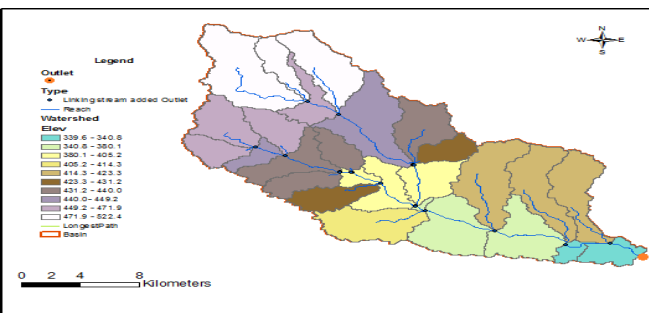 N
W E
S
Legend
Outlet
Type
Linking stream added Outlet
Reach
Watershed
Elev
339.6 - 340.8
340.8 - 380.1
380.1 - 405.2
405.2 - 414.3
414.3 - 423.3
423.3 - 431.2
431.2 - 440.0
440.0 - 449.2
449.2 - 471.9
471.9 - 522.4
LongestPath
Basin
0 2 4 8
Kilometers